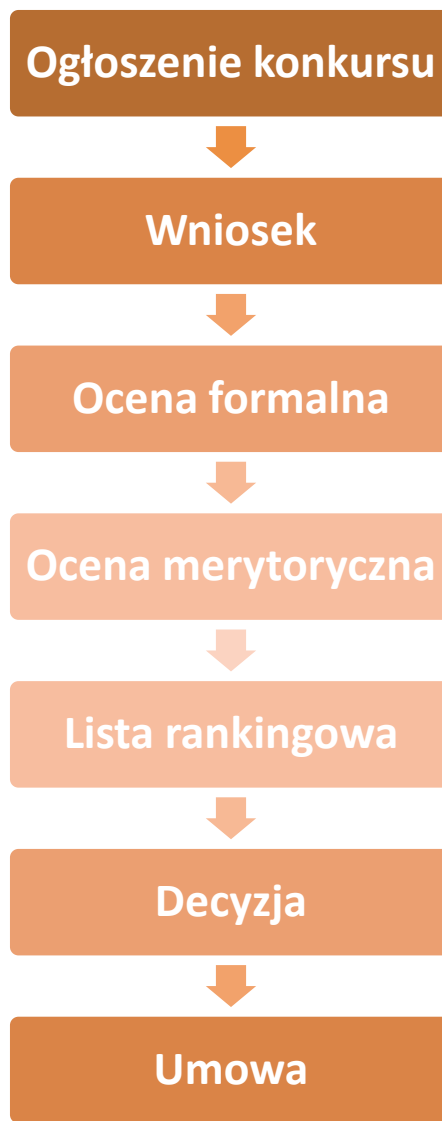 Ogłoszenie konkursu
Wniosek
Ocena formalna
Ocena merytoryczna
Lista rankingowa
Decyzja
Umowa